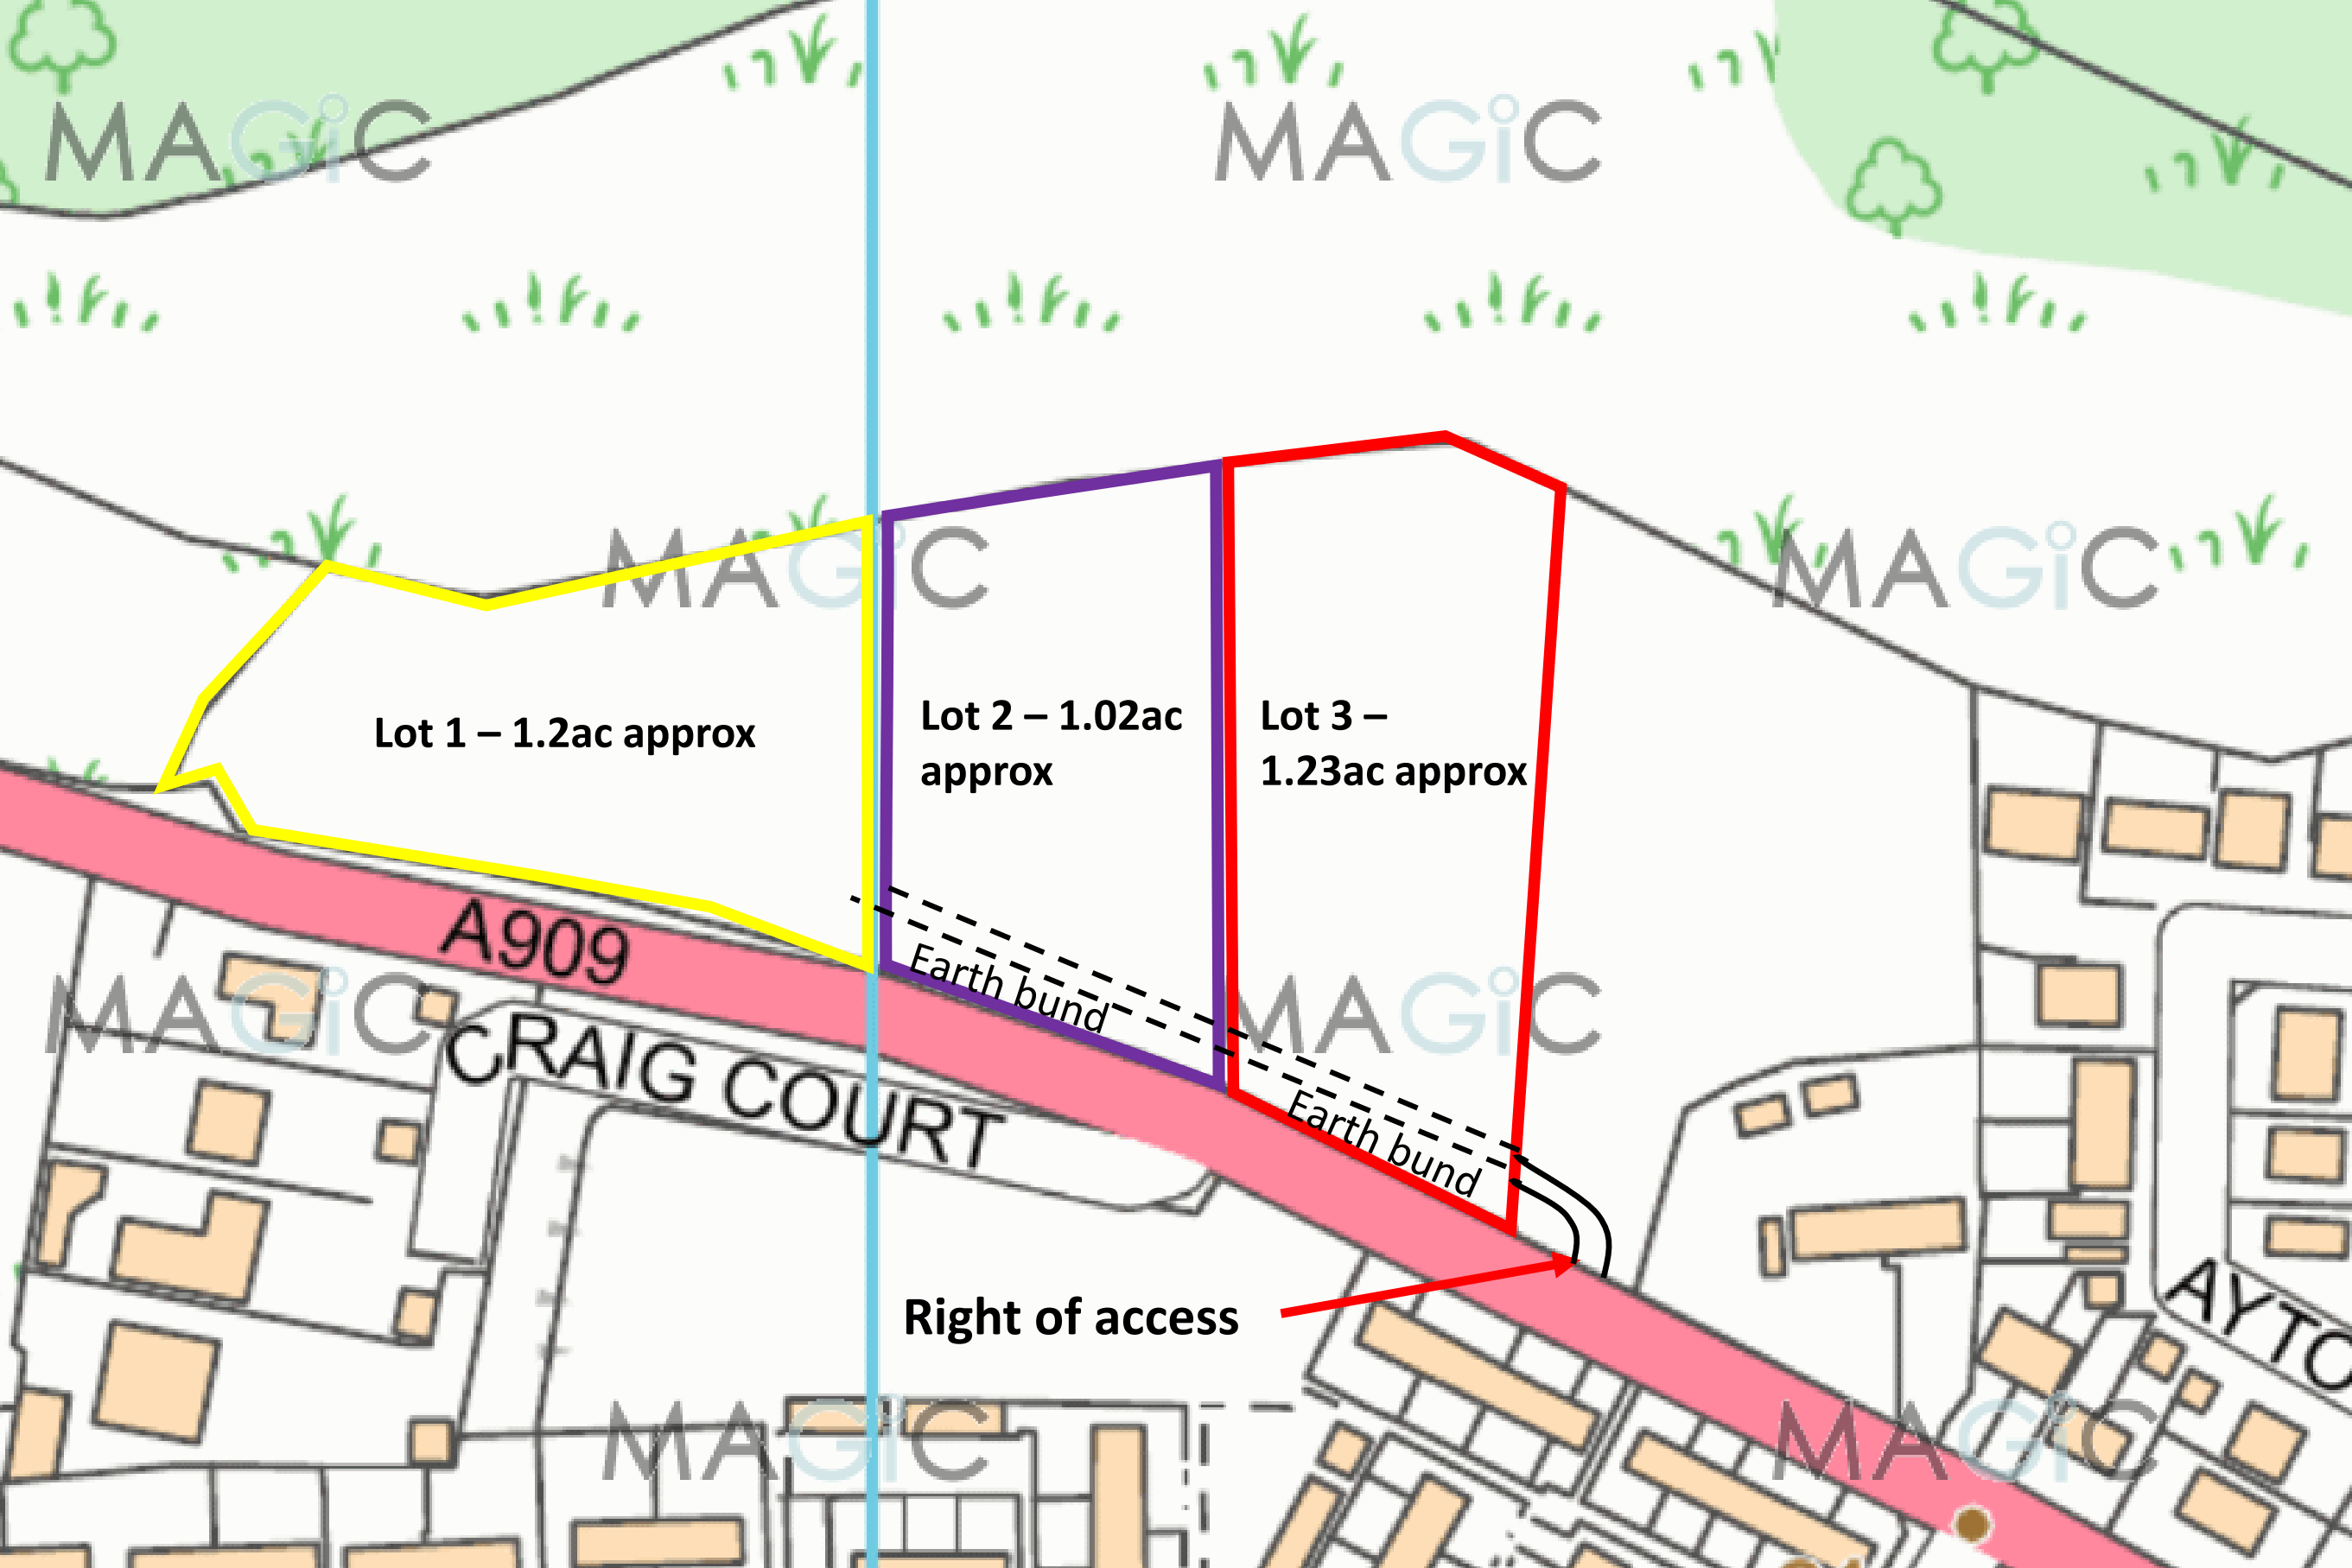 MAGiC
MAGiC
MAGiC
MAGiC
Lot 1 – 1.2ac approx
Lot 2 – 1.02ac
approx
Lot 3 –
1.23ac approx
A909
Earth bund
MAGiC
MAGiC
CRAIG COURT
Earth bund
Right of access
AYTO
MAGiC
MAGiC